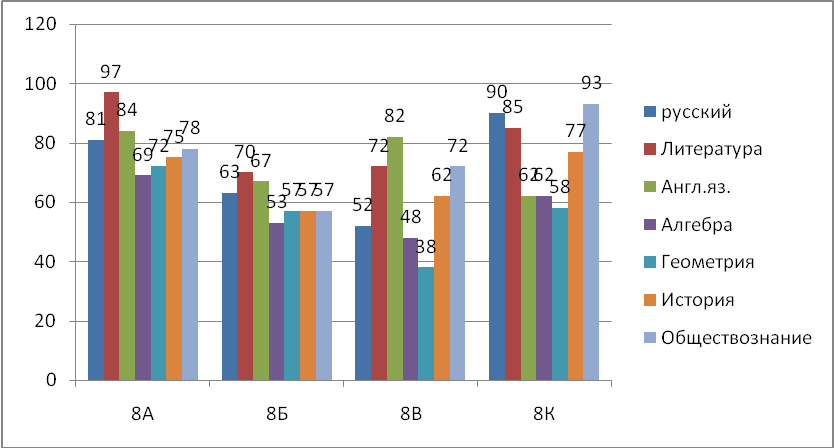 120
100
80
60
40
20
0
81 97 84 69 72 75 78
63 70 67 53 57 57 57
52 72 82 48 38 62 72
90 85 62 62 58 77 93
8А 8Б 8В 8К
русский
Литература
Англ.яз.
Алгебра
Геометрия
История
Обществознание